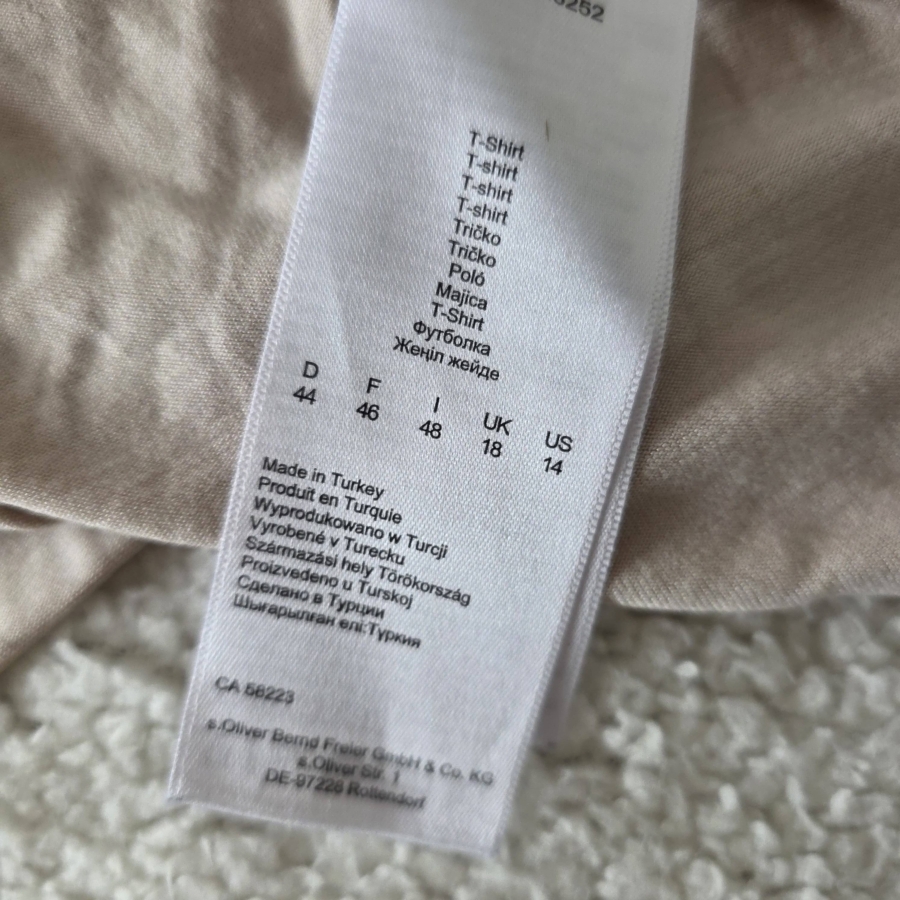 3252
T-Shirt
T-shirt
T-shirt
T-shirt
Tričko
Tričko
Poló
Majica
T-Shirt
Футболка
Жеңіл жейде
D F I UK US
44 46 48 18 14
Made in Turkey
Produit en Turquie
Wyprodukowano w Turcji
Vyrobené v Turecku
Származási hely Törökország
Proizvedeno u Turskoj
Сделано в Турции
Шығарылған елі:Түркия
CA 56223
s.Oliver Bernd Freier GmbH & Co. KG
s.Oliver Str. 1
DE-97228 Rottendorf